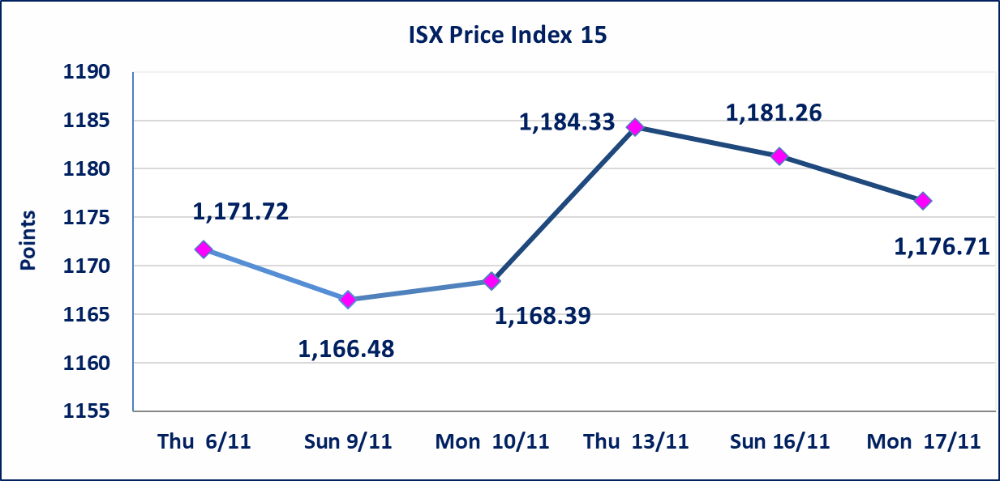 ISX Price Index 15
1190
1185
1180
1175
1170
1165
1160
1155
Points
1,171.72
1,166.48
1,168.39
1,184.33
1,181.26
1,176.71
Thu 6/11
Sun 9/11
Mon 10/11
Thu 13/11
Sun 16/11
Mon 17/11